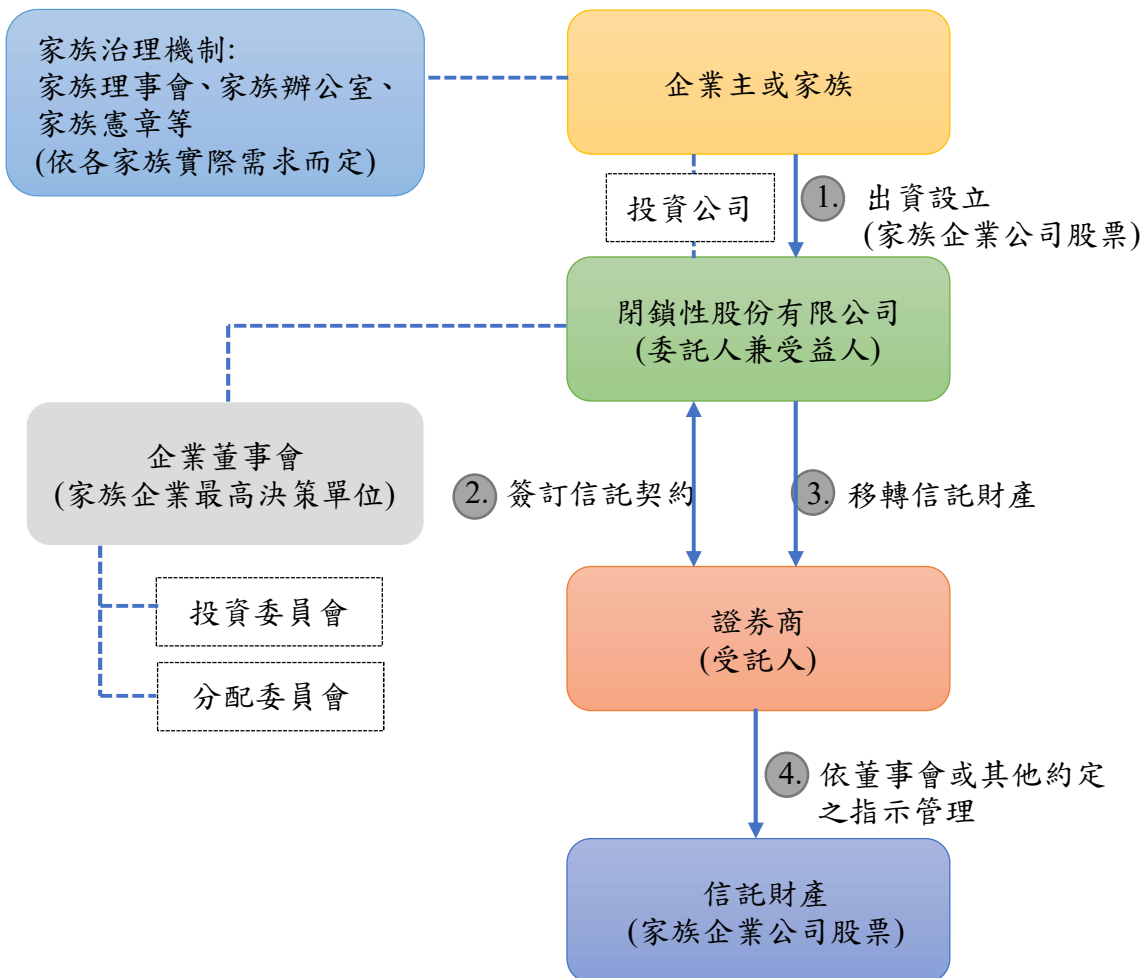 家族治理機制:
家族理事會、家族辦公室、
家族憲章等
(依各家族實際需求而定)
企業主或家族
投資公司
1. 出資設立
(家族企業公司股票)
閉鎖性股份有限公司
(委託人兼受益人)
企業董事會
(家族企業最高決策單位)
2. 簽訂信託契約
3. 移轉信託財產
投資委員會
分配委員會
證券商
(受託人)
4. 依董事會或其他約定
之指示管理
信託財產
(家族企業公司股票)